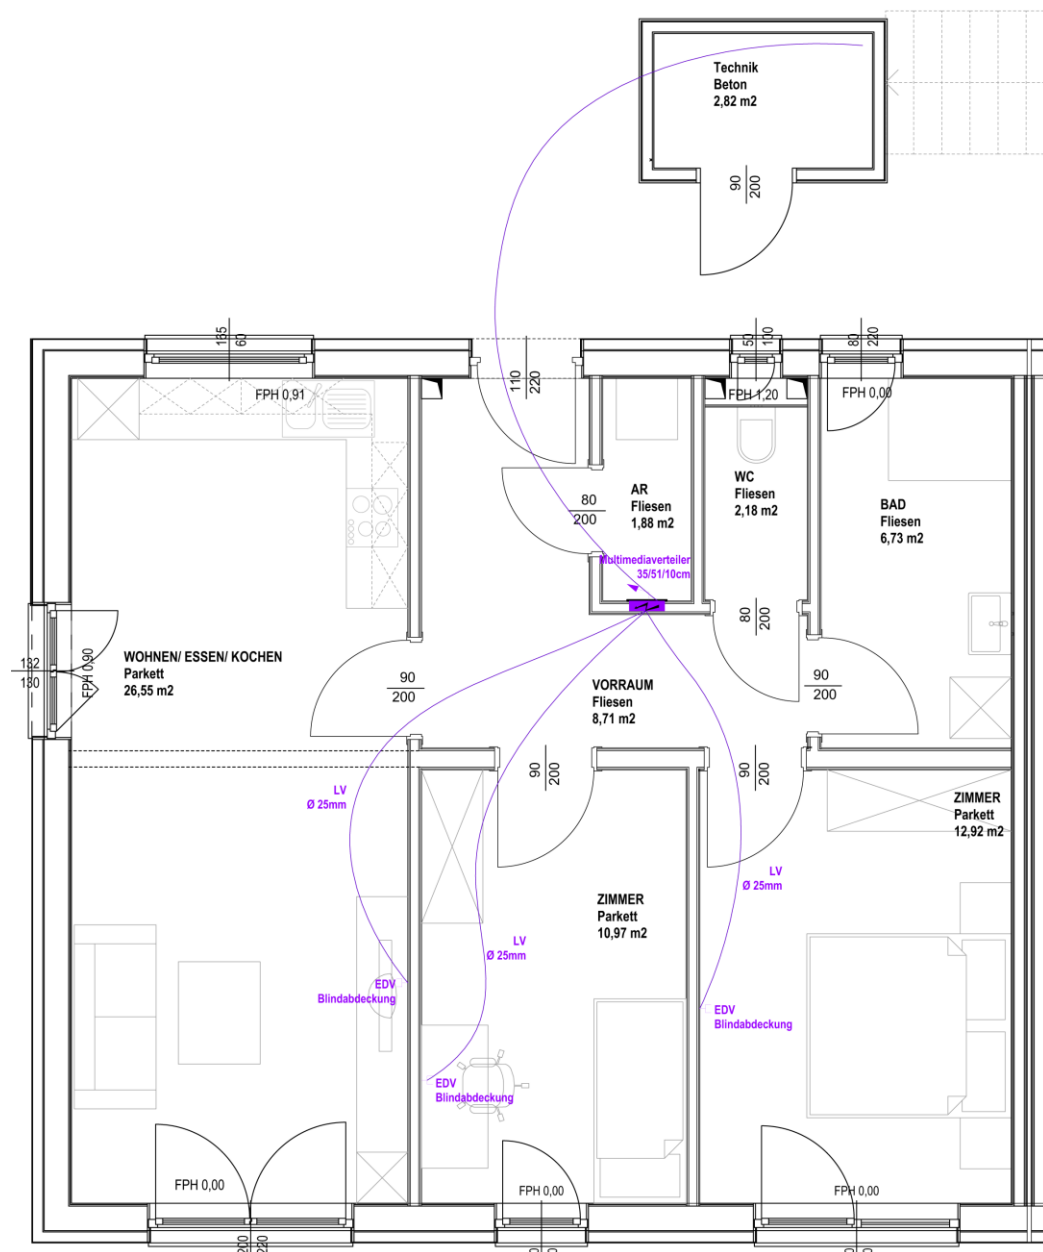 Technik
Beton
2,82 m2
90
200
135
60
110
220
50
100
80
220
FPH 0,91
FPH 1,20
FPH 0,00
AR
Fliesen
1,88 m2
WC
Fliesen
2,18 m2
BAD
Fliesen
6,73 m2
80
200
Multimediaverteiler
35/51/10cm
80
200
132
130
FPH 0,90
WOHNEN/ ESSEN/ KOCHEN
Parkett
26,55 m2
90
200
VORRAUM
Fliesen
8,71 m2
90
200
90
200
90
200
LV
Ø 25mm
ZIMMER
Parkett
12,92 m2
LV
Ø 25mm
ZIMMER
Parkett
10,97 m2
LV
Ø 25mm
EDV
Blindabdeckung
EDV
Blindabdeckung
EDV
Blindabdeckung
FPH 0,00
FPH 0,00
FPH 0,00
200
220